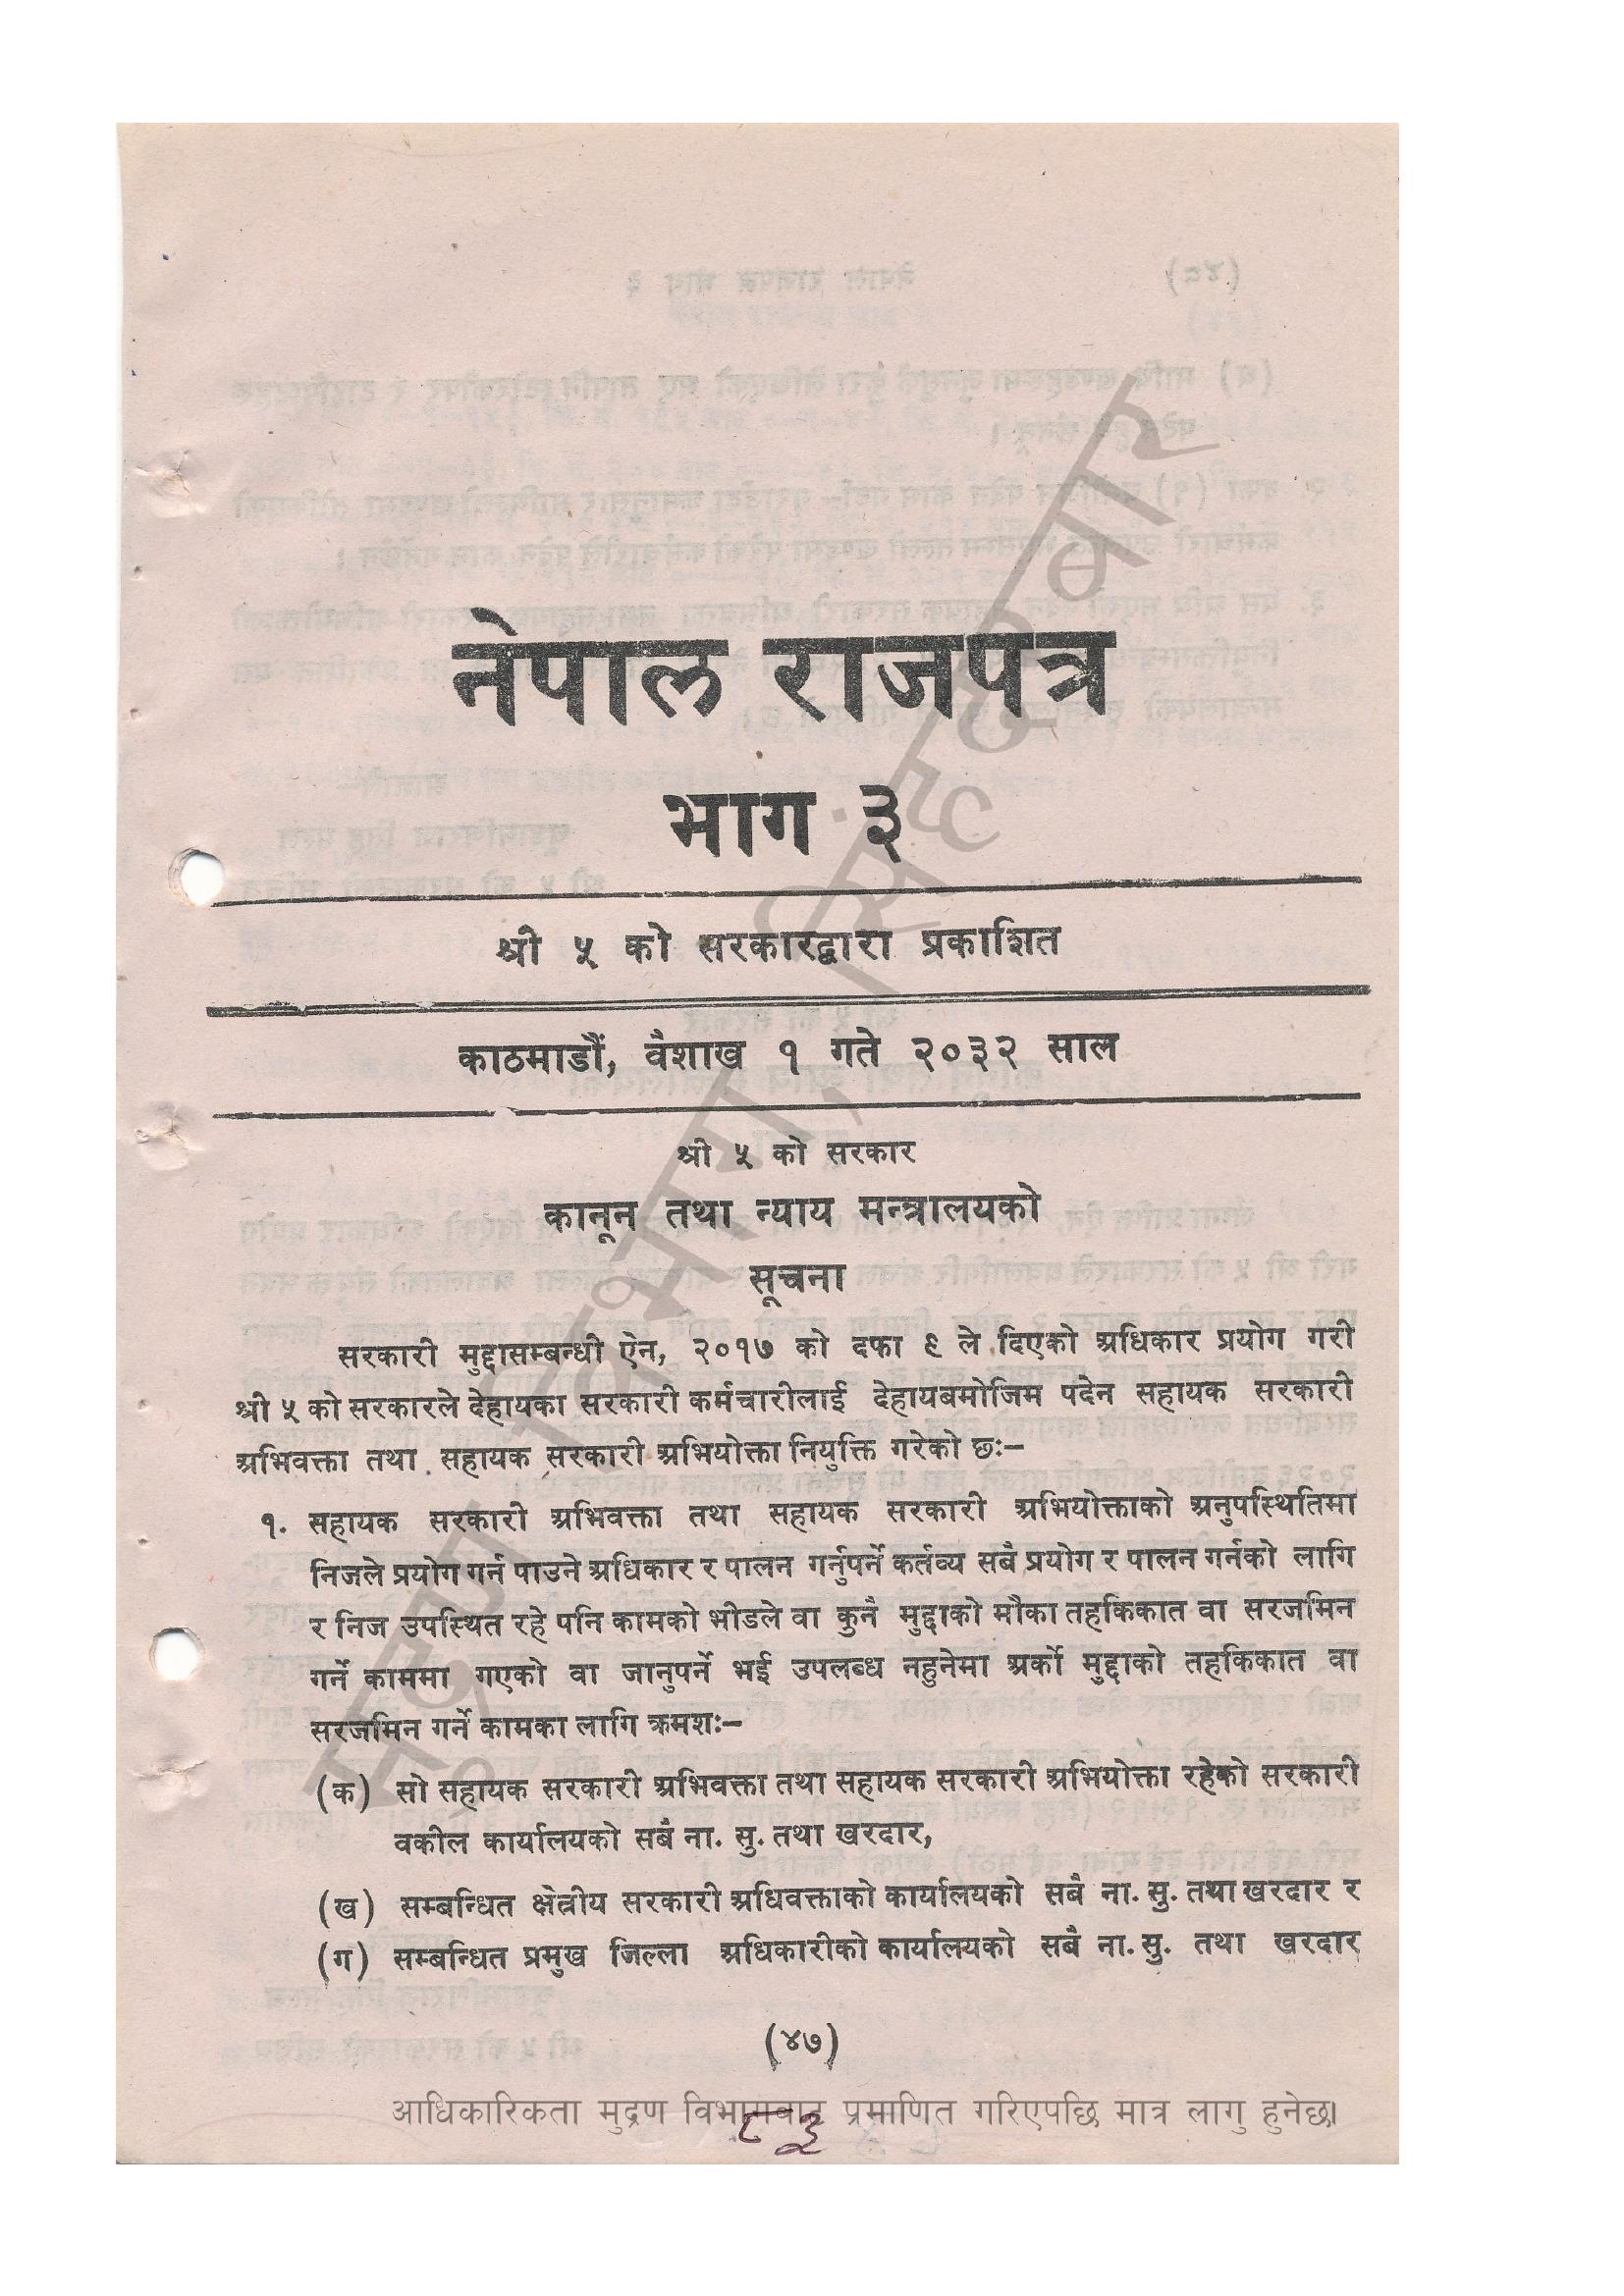 नेपाल राजपत्र
भाग ३
श्री ५ को सरकारद्वारा प्रकाशित
काठमाडौं, वैशाख १ गते २०३२ साल
श्री ५ को सरकार
कानून तथा न्याय मन्त्रालयको
सूचना
सरकारी मुद्दासम्बन्धी ऐन, २०१७ को दफा ९ ले दिएको अधिकार प्रयोग गरी
श्री ५ को सरकारले देहायका सरकारी कर्मचारीलाई देहायबमोजिम पदेन सहायक सरकारी
अभिवक्ता तथा सहायक सरकारी अभियोक्ता नियुक्ति गरेको छः–
१. सहायक सरकारी अभिवक्ता तथा सहायक सरकारी अभियोक्ताको अनुपस्थितिमा
निजले प्रयोग गर्न पाउने अधिकार र पालन गर्नुपर्ने कर्तव्य सबै प्रयोग र पालन गर्नको लागि
र निज उपस्थित रहे पनि कामको भीडले वा कुनै मुद्दाको मौका तहकिकात वा सरजमिन
गर्ने काममा गएको वा जानुपर्ने भई उपलब्ध नहुनेमा अर्को मुद्दाको तहकिकात वा
सरजमिन गर्ने कामका लागि क्रमशः–
(क) सो सहायक सरकारी अभिवक्ता तथा सहायक सरकारी अभियोक्ता रहेको सरकारी
वकील कार्यालयको सबै ना. सु. तथा खरदार,
(ख) सम्बन्धित क्षेत्रीय सरकारी अधिवक्ताको कार्यालयको सबै ना. सु. तथा खरदार र
(ग) सम्बन्धित प्रमुख जिल्ला अधिकारीको कार्यालयको सबै ना. सु. तथा खरदार
(४७)
आधिकारिकता मुद्रण विभागबाट प्रमाणित गरिएपछि मात्र लागु हुनेछ।
८३
मुद्रण विभाग, सिंहदरबार